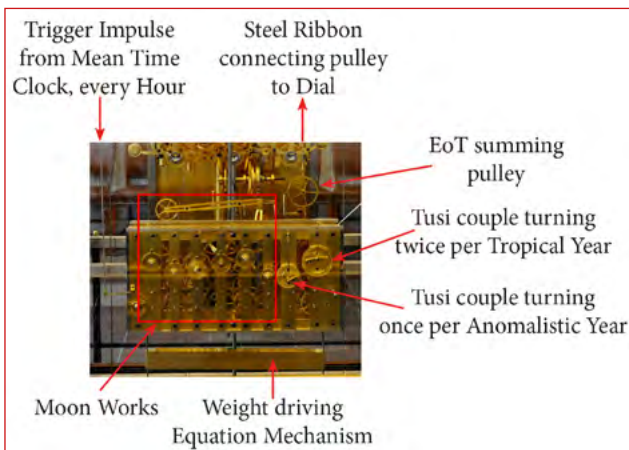 Trigger Impulse
from Mean Time
Clock, every Hour
Steel Ribbon
connecting pulley
to Dial
EoT summing
pulley
Tusi couple turning
twice per Tropical Year
Tusi couple turning
once per Anomalistic Year
Moon Works
Weight driving
Equation Mechanism